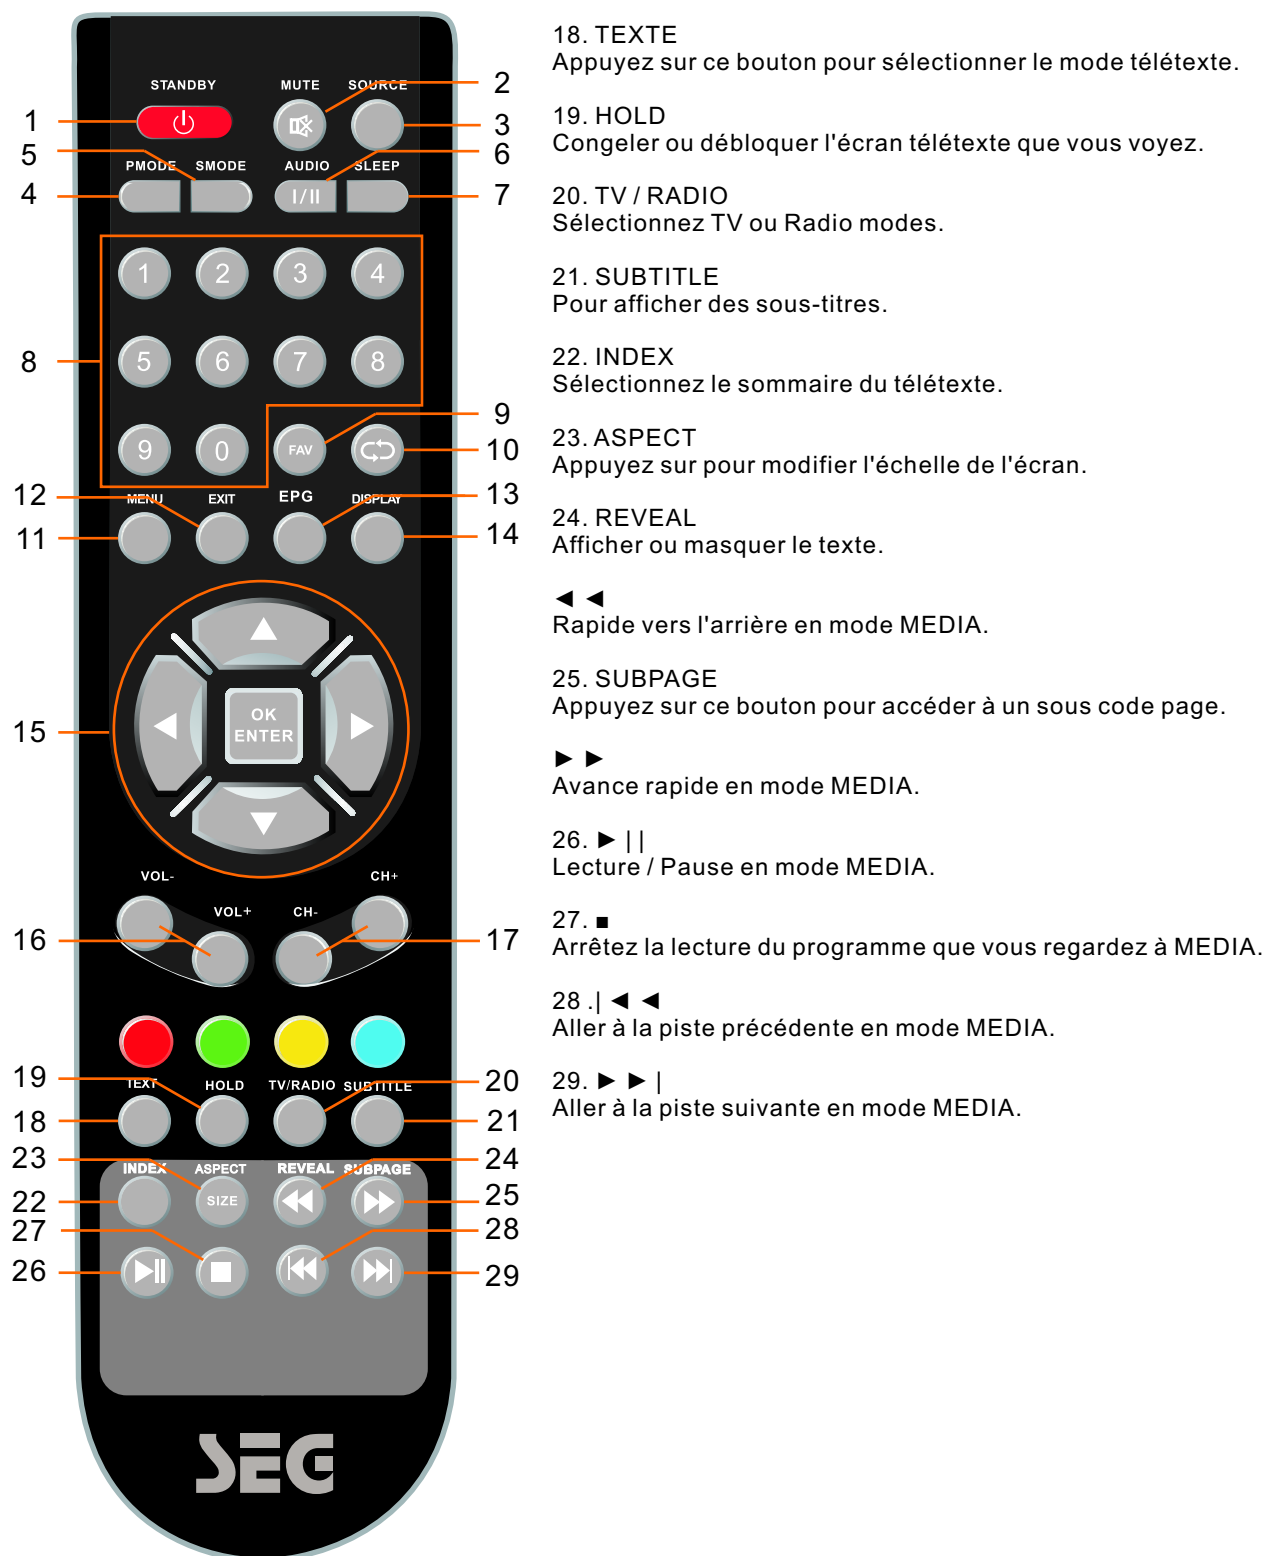 STANDBY MUTE SOURCE
2
1
3
5
6
PMODE SMODE AUDIO SLEEP
4
I/II
7
1 2 3 4
8
5 6 7 8
9
9 0 FAV
10
12
MENU EXIT EPG DISPLAY
13
11
14
15
OK
ENTER
VOL- CH+
VOL+ CH-
16
17
19
TEXT HOLD TV/RADIO SUBTITLE
20
18
21
23
INDEX ASPECT REVEAL SUBPAGE
24
22
SIZE
25
27
28
26
29
SEG
18. TEXTE
Appuyez sur ce bouton pour sélectionner le mode télétexte.
19. HOLD
Congeler ou débloquer l'écran télétexte que vous voyez.
20. TV / RADIO
Sélectionnez TV ou Radio modes.
21. SUBTITLE
Pour afficher des sous-titres.
22. INDEX
Sélectionnez le sommaire du télétexte.
23. ASPECT
Appuyez sur pour modifier l'échelle de l'écran.
24. REVEAL
Afficher ou masquer le texte.
◄ ◄
Rapide vers l'arrière en mode MEDIA.
25. SUBPAGE
Appuyez sur ce bouton pour accéder à un sous code page.
► ►
Avance rapide en mode MEDIA.
26. ► | |
Lecture / Pause en mode MEDIA.
27. ■
Arrêtez la lecture du programme que vous regardez à MEDIA.
28 .| ◄ ◄
Aller à la piste précédente en mode MEDIA.
29. ► ► |
Aller à la piste suivante en mode MEDIA.